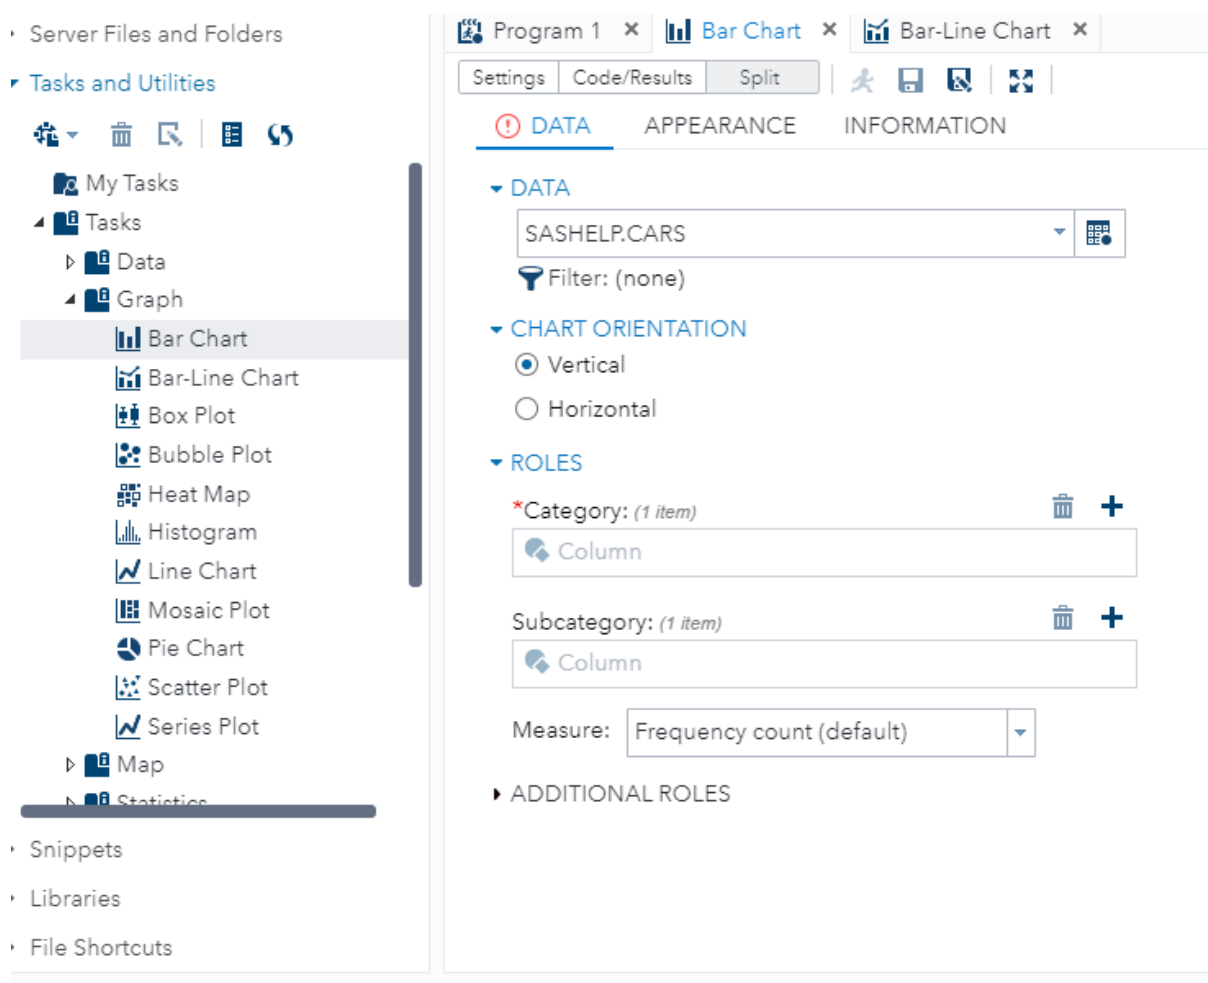 Server Files and Folders
Tasks and Utilities
My Tasks
Tasks
Data
Graph
Bar Chart
Bar-Line Chart
Box Plot
Bubble Plot
Heat Map
Histogram
Line Chart
Mosaic Plot
Pie Chart
Scatter Plot
Series Plot
Map
Statistics
Snippets
Libraries
File Shortcuts
Program 1 Bar Chart Bar-Line Chart
Settings Code/Results Split
DATA APPEARANCE INFORMATION
DATA
SASHELP.CARS
Filter: (none)
CHART ORIENTATION
Vertical
Horizontal
ROLES
*Category: (1 item)
Column
Subcategory: (1 item)
Column
Measure: Frequency count (default)
ADDITIONAL ROLES